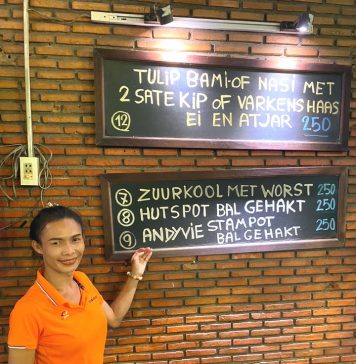 TULIP BAMI OF NASI MET
2 SATE KIP OF VARKENSHAAS
12 EI EN ATJAR 250
7 ZUURKOOL MET WORST 250
8 HUTSPOT BAL GEHAKT 250
9 ANDYVIE STAMPOT 250
BAL GEHAKT